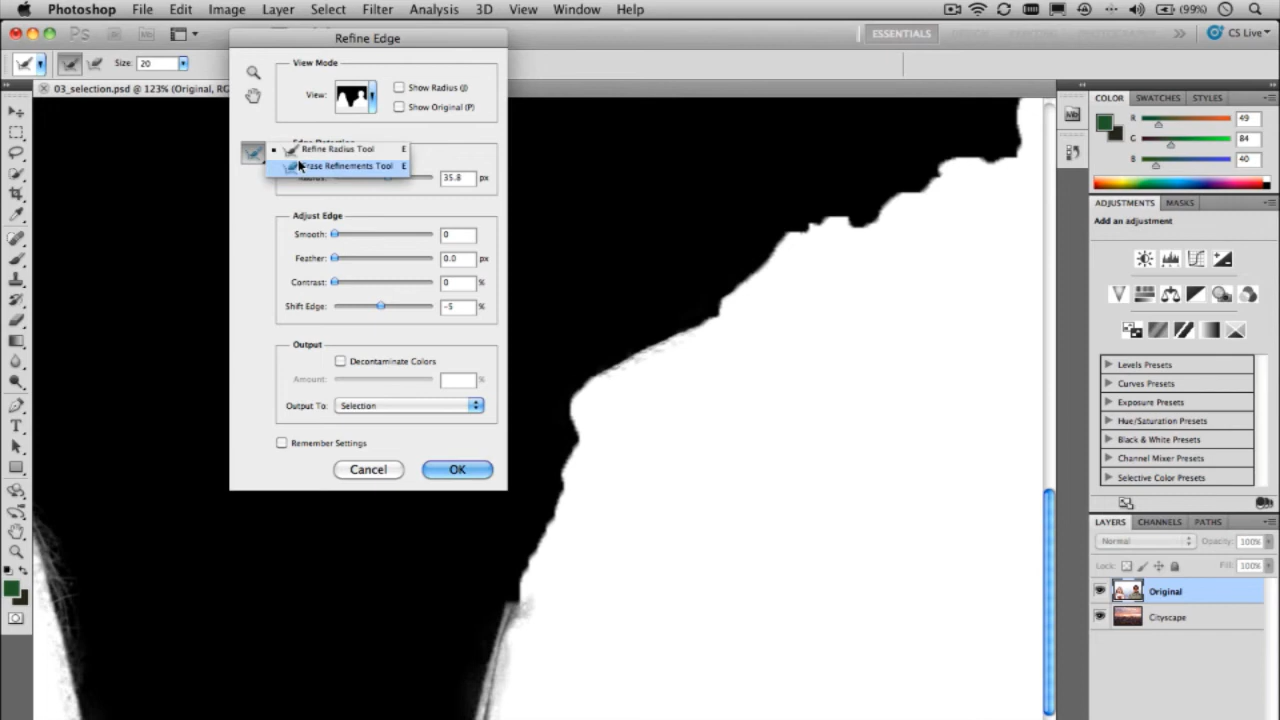 Photoshop File Edit Image Layer Select Filter Analysis 3D View Window Help (99%)
Ps Br Mb ESSENTIALS CS Live
Size: 20
03_selection.psd @ 123% (Original, RG
Refine Edge
View Mode
View:
Show Radius (J)
Show Original (P)
Refine Radius Tool E
Erase Refinements Tool E
35.8 px
Adjust Edge
Smooth: 0
Feather: 0.0 px
Contrast: 0 %
Shift Edge: -5 %
Output
Decontaminate Colors
Amount: %
Output To: Selection
Remember Settings
Cancel OK
Mb
COLOR SWATCHES STYLES
R 49
G 84
B 40
ADJUSTMENTS MASKS
Add an adjustment
Levels Presets
Curves Presets
Exposure Presets
Hue/Saturation Presets
Black & White Presets
Channel Mixer Presets
Selective Color Presets
LAYERS CHANNELS PATHS
Normal Opacity: 100%
Lock: Fill: 100%
Original
Cityscape